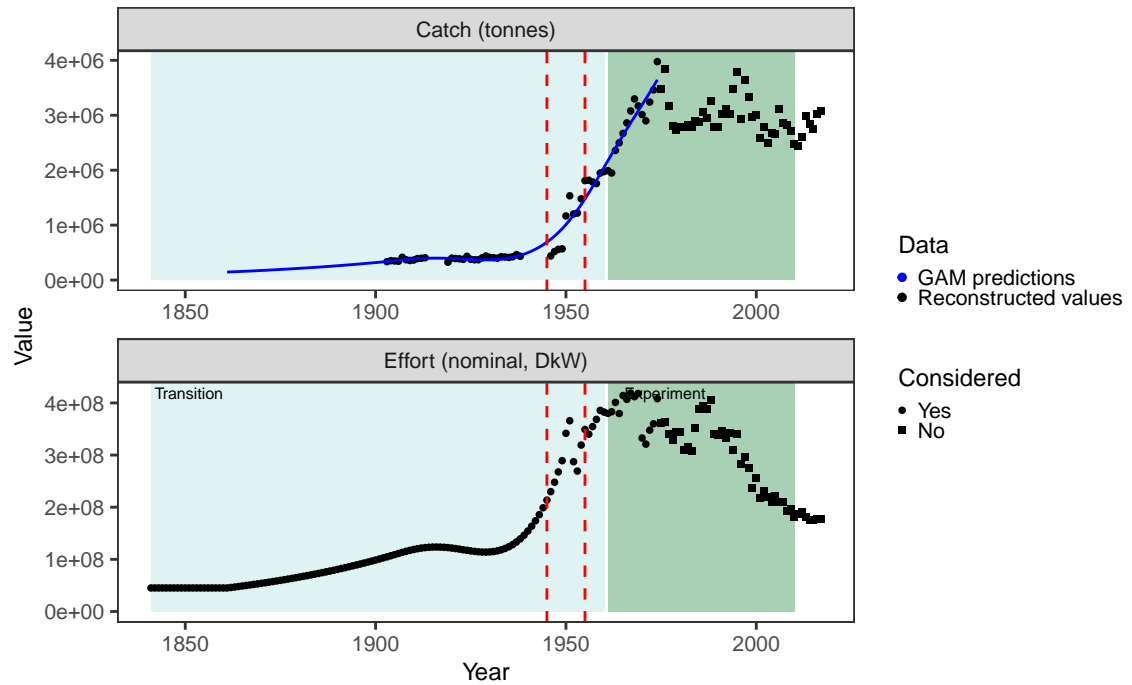 Catch (tonnes)
4e+06
3e+06
2e+06
1e+06
0e+00
1850 1900 1950 2000
Value
Effort (nominal, DkW)
Transition Experiment
4e+08
3e+08
2e+08
1e+08
0e+00
1850 1900 1950 2000
Year
Data
GAM predictions
Reconstructed values
Considered
Yes
No